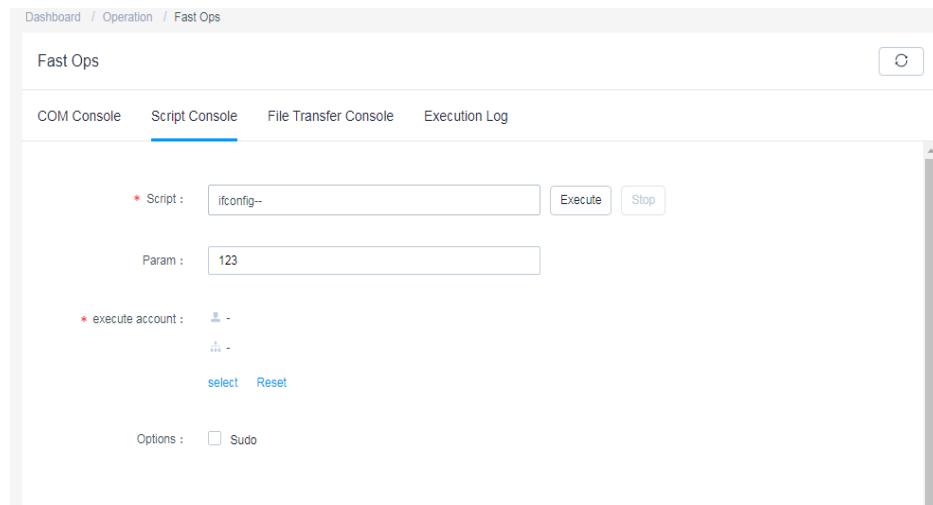 Dashboard / Operation / Fast Ops
Fast Ops
COM Console Script Console File Transfer Console Execution Log
* Script : ifconfig-- Execute Stop
Param : 123
* execute account : -
-
select Reset
Options : Sudo